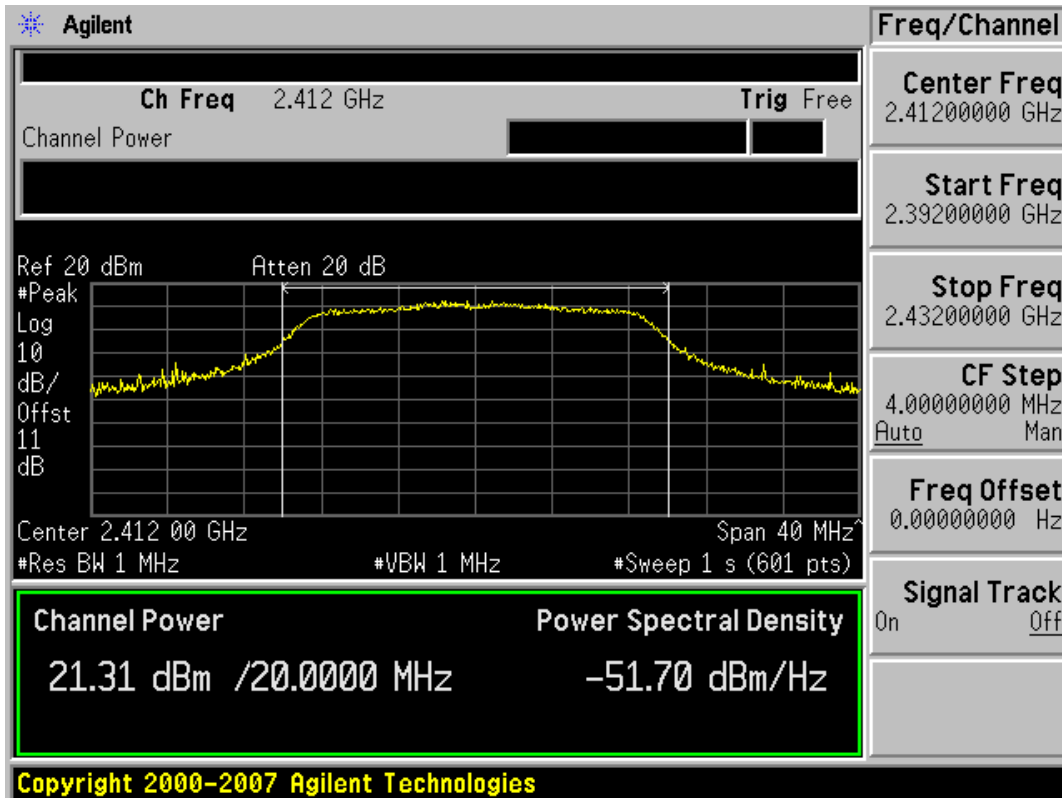 Agilent
Freq/Channel
Ch Freq 2.412 GHz Trig Free
Channel Power
Center Freq
2.41200000 GHz
Start Freq
2.39200000 GHz
Stop Freq
2.43200000 GHz
CF Step
4.00000000 MHz
Auto Man
Freq Offset
0.00000000 Hz
Signal Track
On Off
Ref 20 dBm Atten 20 dB
#Peak
Log
10
dB/
Offst
11
dB
Center 2.412 00 GHz Span 40 MHz^
#Res BW 1 MHz #VBW 1 MHz #Sweep 1 s (601 pts)
Channel Power Power Spectral Density
21.31 dBm /20.0000 MHz -51.70 dBm/Hz
Copyright 2000-2007 Agilent Technologies